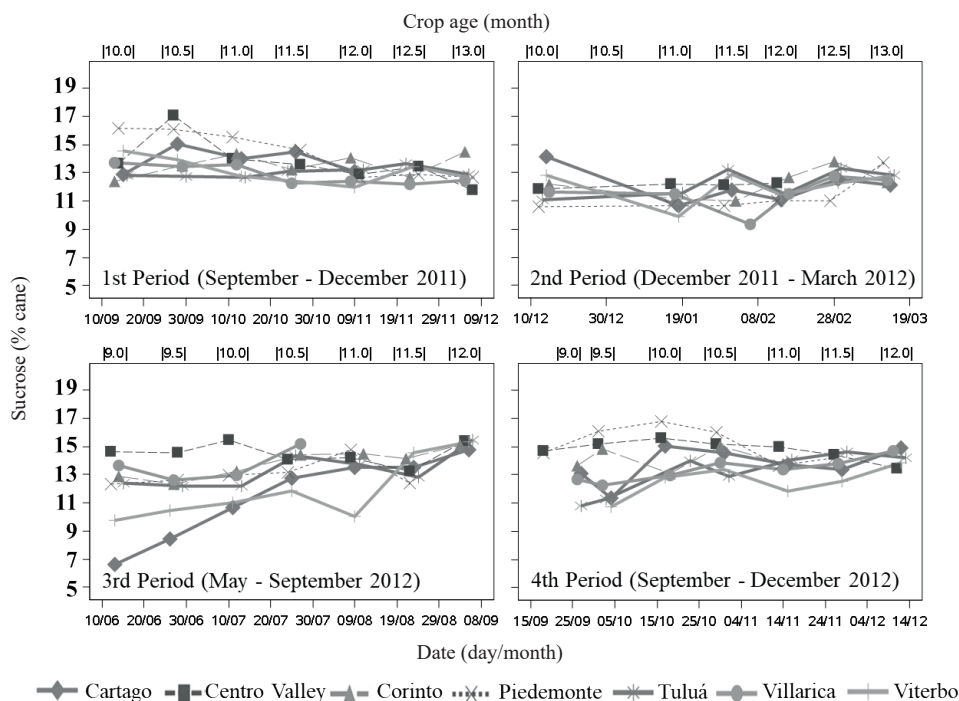 Crop age (month)
|10.0| |10.5| |11.0| |11.5| |12.0| |12.5| |13.0|
|10.0| |10.5| |11.0| |11.5| |12.0| |12.5| |13.0|
19
17
15
13
11
9
7
5
1st Period (September - December 2011)
2nd Period (December 2011 - March 2012)
10/09 20/09 30/09 10/10 20/10 30/10 09/11 19/11 29/11 09/12
10/12 30/12 19/01 08/02 28/02 19/03
Sucrose (% cane)
|9.0| |9.5| |10.0| |10.5| |11.0| |11.5| |12.0|
|9.0| |9.5| |10.0| |10.5| |11.0| |11.5| |12.0|
19
17
15
13
11
9
7
5
3rd Period (May - September 2012)
4th Period (September - December 2012)
10/06 20/06 30/06 10/07 20/07 30/07 09/08 19/08 29/08 08/09
15/09 25/09 05/10 15/10 25/10 04/11 14/11 24/11 04/12 14/12
Date (day/month)
Cartago Centro Valley Corinto Piedemonte Tuluá Villarica Viterbo